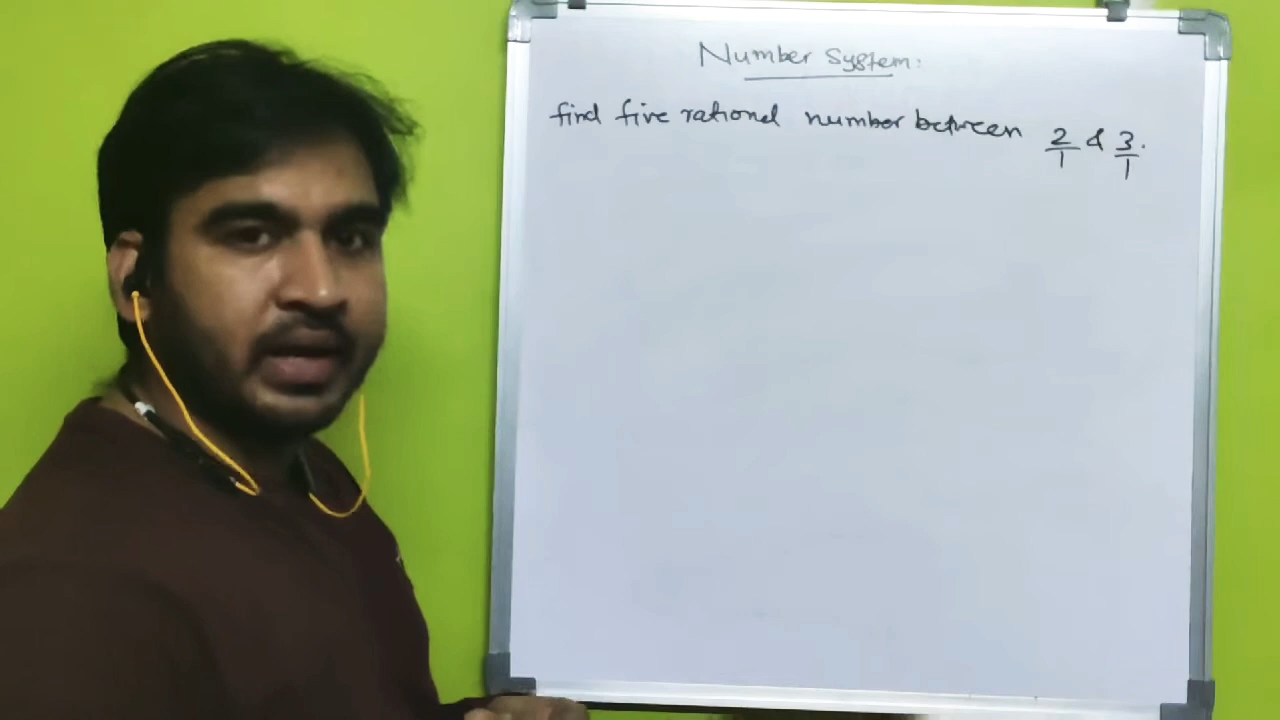 Number System:
find five rational number between 2/1 & 3/1.